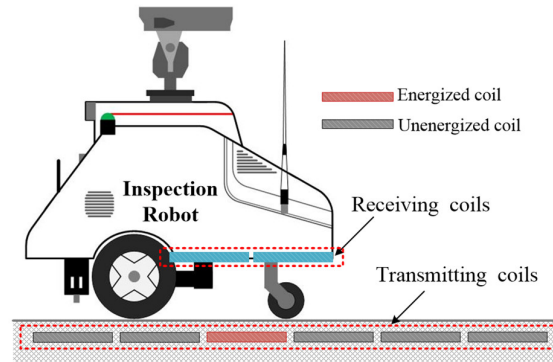 Energized coil
Unenergized coil
Inspection
Robot
Receiving coils
Transmitting coils